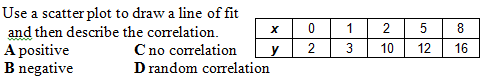 Use a scatter plot to draw a line of fit
and then describe the correlation.
A positive C no correlation
B negative D random correlation
x 0 1 2 5 8
y 2 3 10 12 16